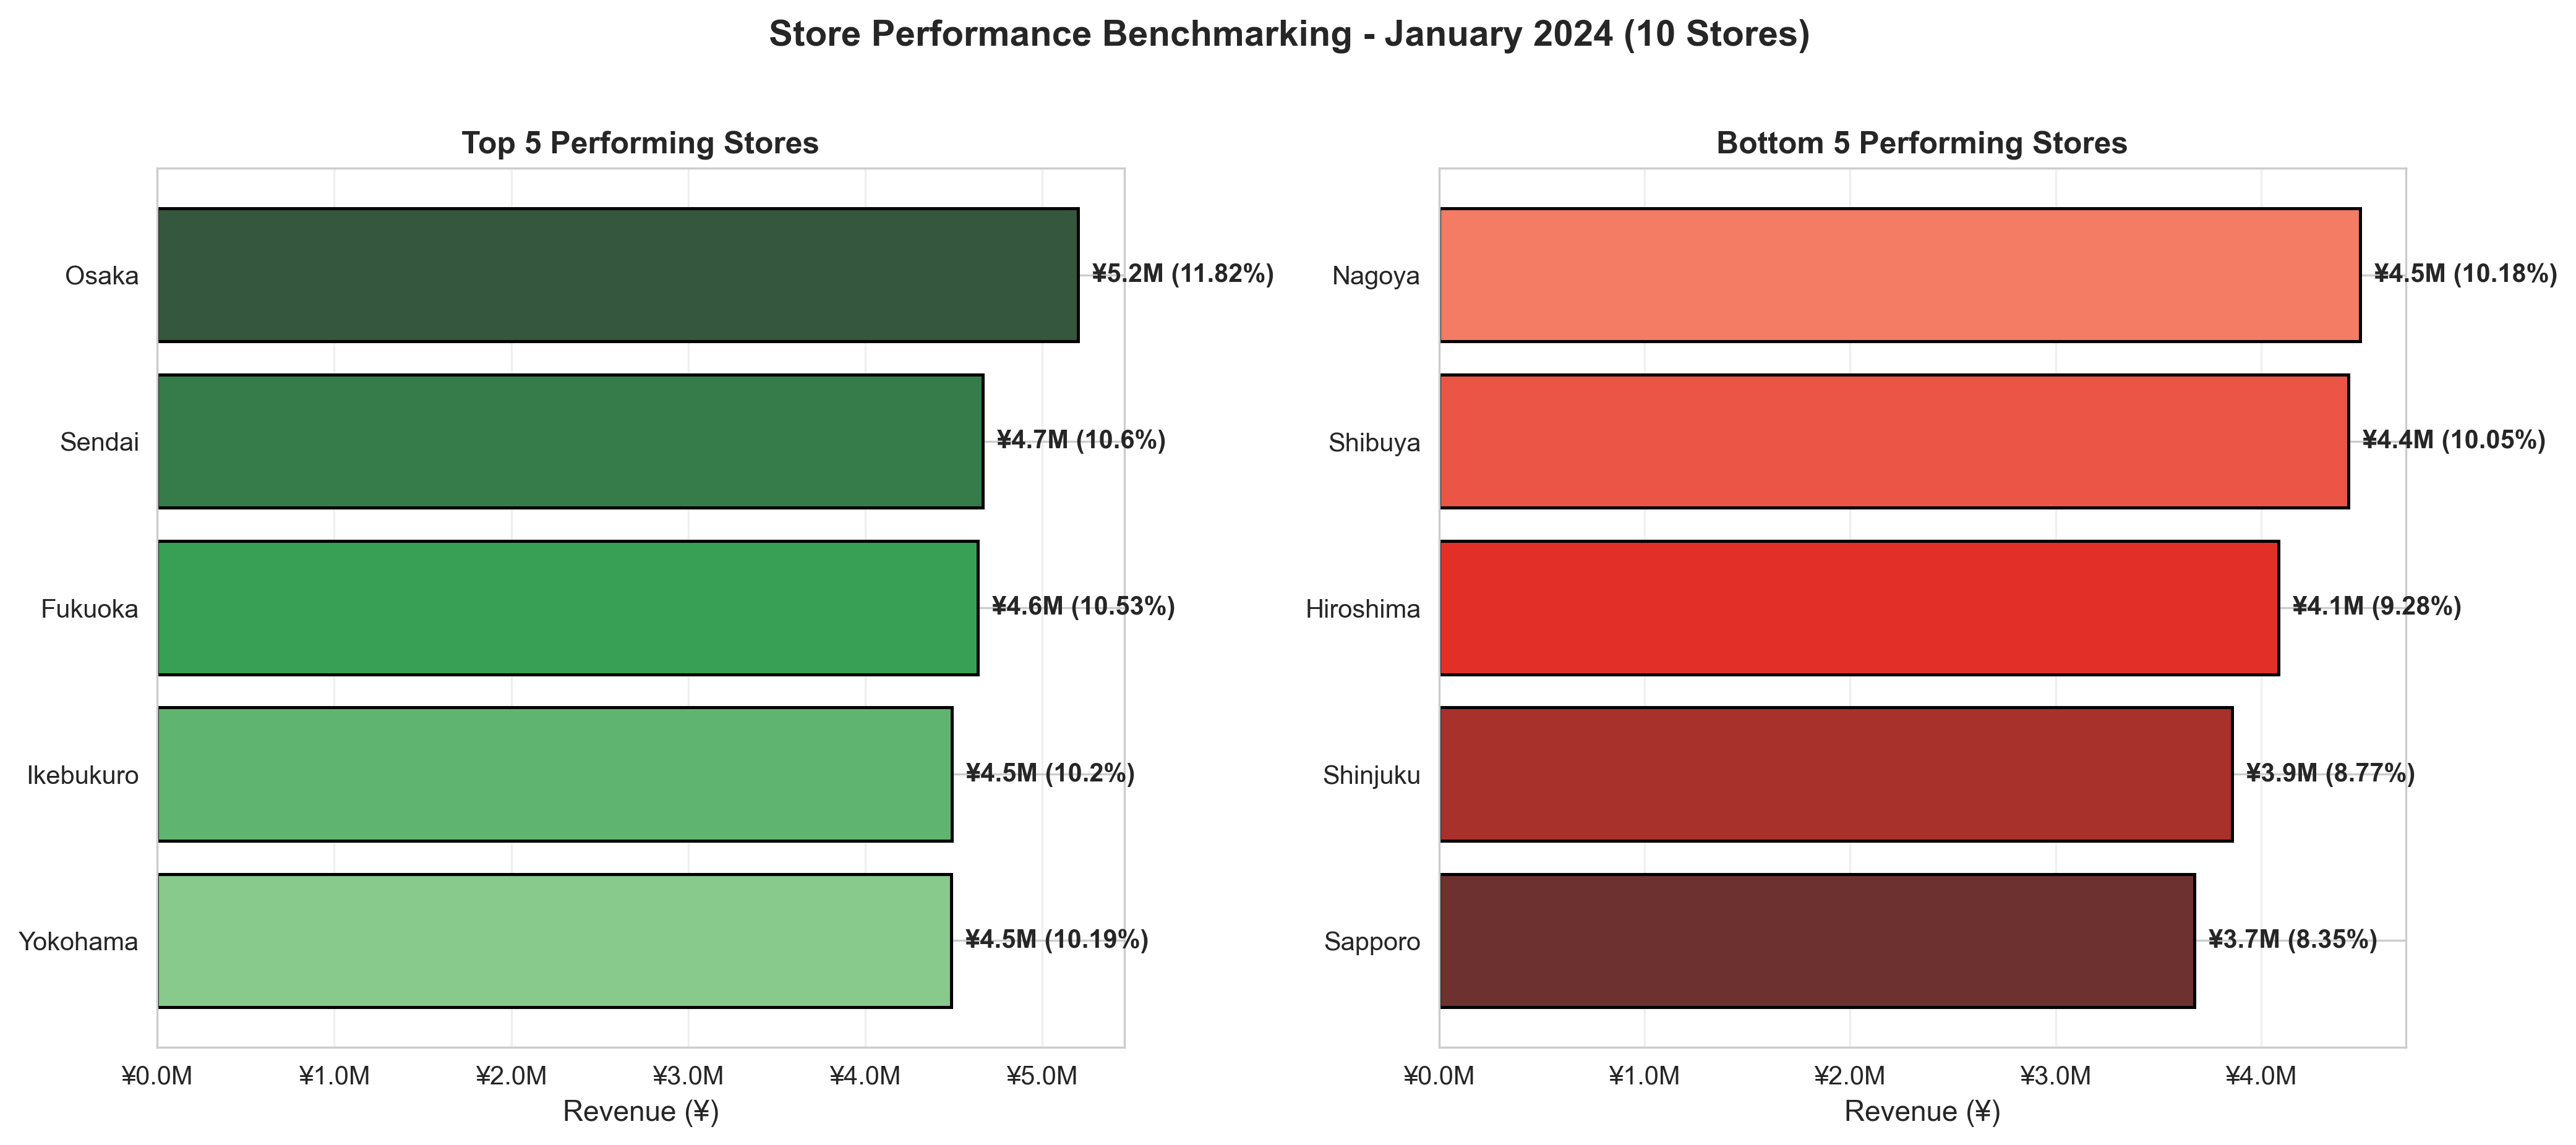 Store Performance Benchmarking - January 2024 (10 Stores)
Top 5 Performing Stores
Osaka ¥5.2M (11.82%)
Sendai ¥4.7M (10.6%)
Fukuoka ¥4.6M (10.53%)
Ikebukuro ¥4.5M (10.2%)
Yokohama ¥4.5M (10.19%)
¥0.0M ¥1.0M ¥2.0M ¥3.0M ¥4.0M ¥5.0M
Revenue (¥)
Bottom 5 Performing Stores
Nagoya ¥4.5M (10.18%)
Shibuya ¥4.4M (10.05%)
Hiroshima ¥4.1M (9.28%)
Shinjuku ¥3.9M (8.77%)
Sapporo ¥3.7M (8.35%)
¥0.0M ¥1.0M ¥2.0M ¥3.0M ¥4.0M
Revenue (¥)